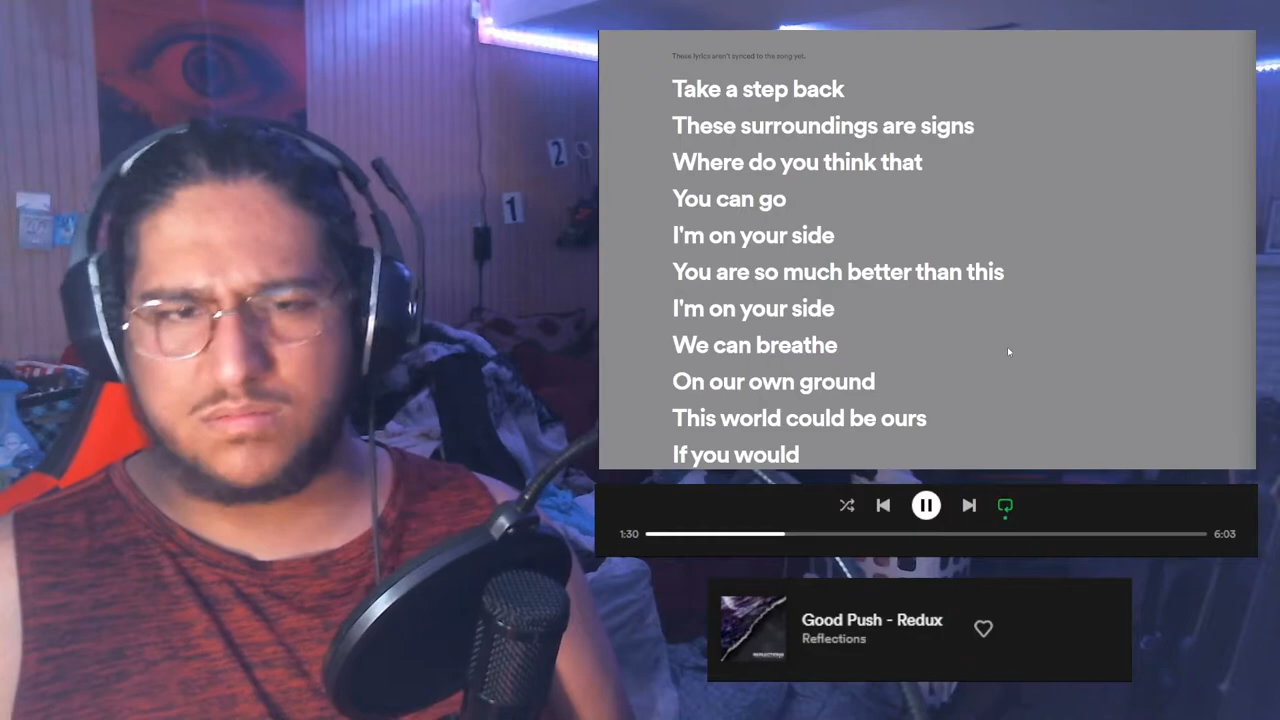 These lyrics aren't synced to the song yet.
Take a step back
These surroundings are signs
Where do you think that
You can go
I'm on your side
You are so much better than this
I'm on your side
We can breathe
On our own ground
This world could be ours
If you would
1:30
6:03
Good Push - Redux
Reflections
2
1